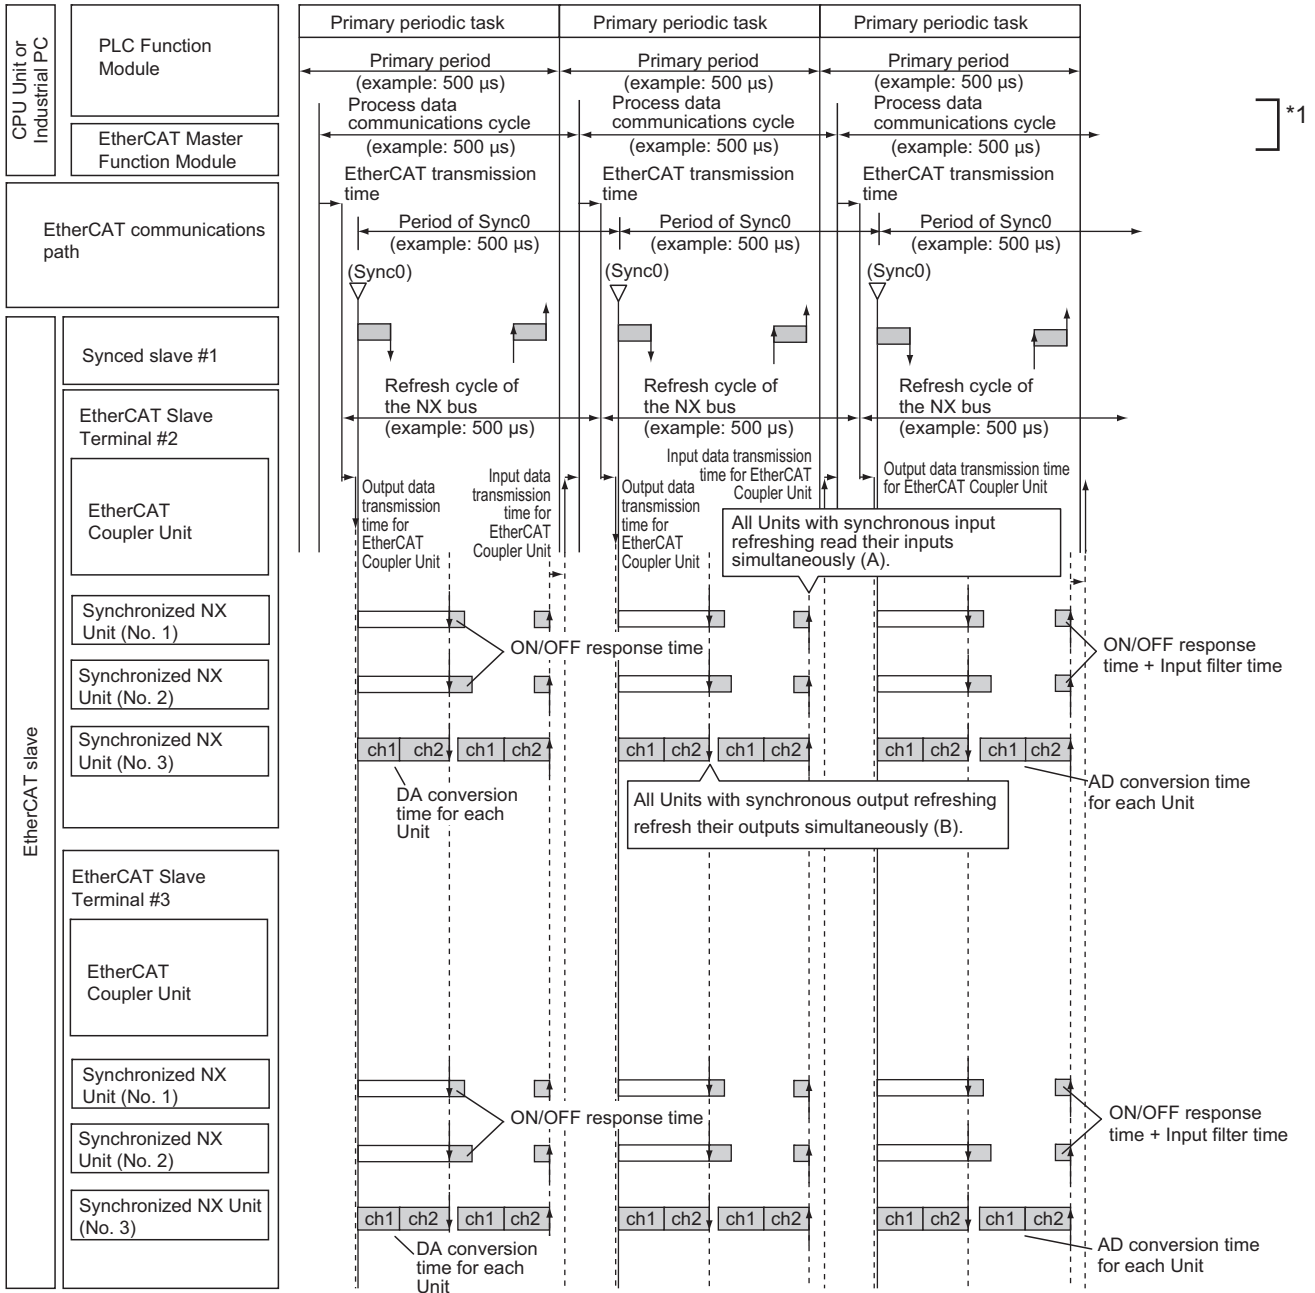 CPU Unit or
Industrial PC
PLC Function
Module
EtherCAT Master
Function Module
EtherCAT communications
path
EtherCAT slave
Synced slave #1
EtherCAT Slave
Terminal #2
EtherCAT
Coupler Unit
Synchronized NX
Unit (No. 1)
Synchronized NX
Unit (No. 2)
Synchronized NX
Unit (No. 3)
EtherCAT Slave
Terminal #3
EtherCAT
Coupler Unit
Synchronized NX
Unit (No. 1)
Synchronized NX
Unit (No. 2)
Synchronized NX Unit
(No. 3)
Primary periodic task
Primary periodic task
Primary periodic task
Primary period
(example: 500 µs)
Primary period
(example: 500 µs)
Primary period
(example: 500 µs)
Process data
communications cycle
(example: 500 µs)
Process data
communications cycle
(example: 500 µs)
Process data
communications cycle
(example: 500 µs)
*1
EtherCAT transmission
time
EtherCAT transmission
time
EtherCAT transmission
time
Period of Sync0
(example: 500 µs)
Period of Sync0
(example: 500 µs)
Period of Sync0
(example: 500 µs)
(Sync0)
(Sync0)
(Sync0)
Refresh cycle of
the NX bus
(example: 500 µs)
Refresh cycle of
the NX bus
(example: 500 µs)
Refresh cycle of
the NX bus
(example: 500 µs)
Output data
transmission
time for
EtherCAT
Coupler Unit
Input data
transmission
time for
EtherCAT
Coupler Unit
Output data
transmission
time for
EtherCAT
Coupler Unit
Input data transmission
time for EtherCAT
Coupler Unit
Output data transmission time
for EtherCAT Coupler Unit
All Units with synchronous input
refreshing read their inputs
simultaneously (A).
ON/OFF response time
ON/OFF response
time + Input filter time
ch1 ch2 ch1 ch2
ch1 ch2 ch1 ch2
ch1 ch2 ch1 ch2
DA conversion
time for each
Unit
All Units with synchronous output refreshing
refresh their outputs simultaneously (B).
AD conversion time
for each Unit
ON/OFF response time
ON/OFF response
time + Input filter time
ch1 ch2 ch1 ch2
ch1 ch2 ch1 ch2
ch1 ch2 ch1 ch2
DA conversion
time for each
Unit
AD conversion time
for each Unit